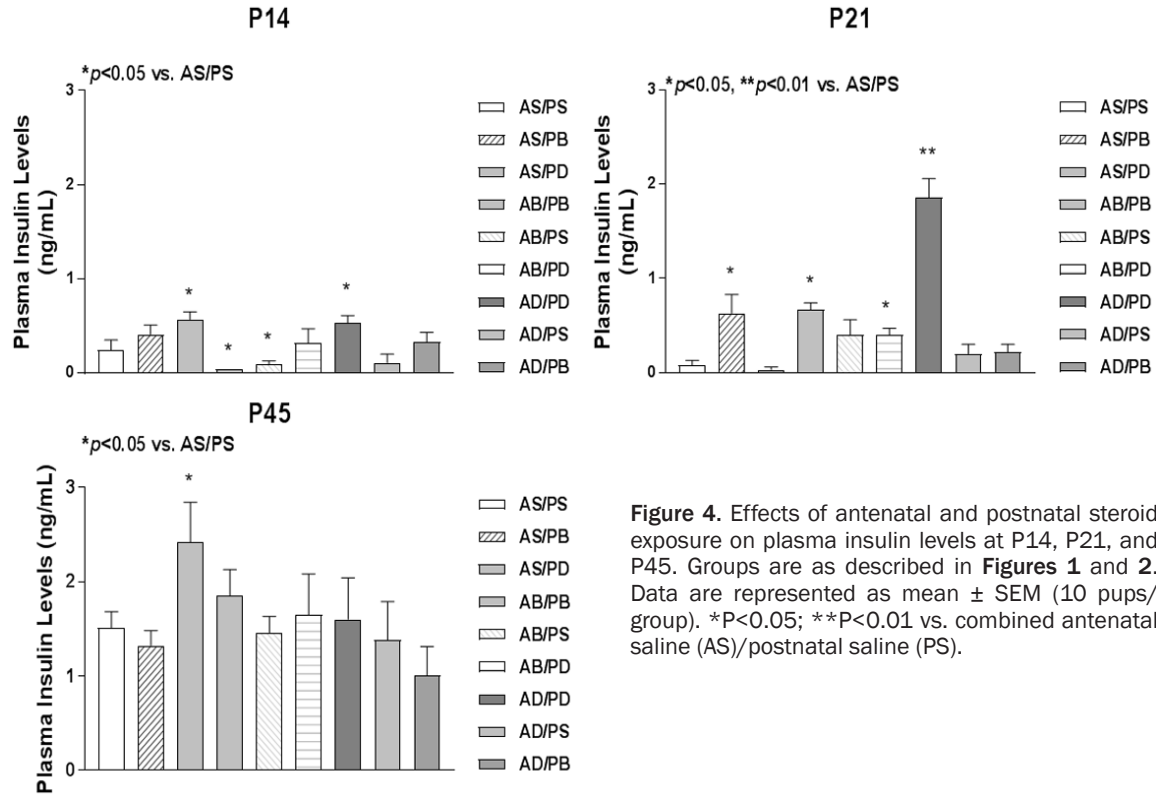 P14
*p<0.05 vs. AS/PS
Plasma Insulin Levels
(ng/mL)
3
2
1
0
*
*
*
*
AS/PS
AS/PB
AS/PD
AB/PB
AB/PS
AB/PD
AD/PD
AD/PS
AD/PB
P21
*p<0.05, **p<0.01 vs. AS/PS
Plasma Insulin Levels
(ng/mL)
3
2
1
0
*
*
*
**
AS/PS
AS/PB
AS/PD
AB/PB
AB/PS
AB/PD
AD/PD
AD/PS
AD/PB
P45
*p<0.05 vs. AS/PS
Plasma Insulin Levels (ng/mL)
3
2
1
0
*
AS/PS
AS/PB
AS/PD
AB/PB
AB/PS
AB/PD
AD/PD
AD/PS
AD/PB
Figure 4. Effects of antenatal and postnatal steroid
exposure on plasma insulin levels at P14, P21, and
P45. Groups are as described in Figures 1 and 2.
Data are represented as mean ± SEM (10 pups/
group). *P<0.05; **P<0.01 vs. combined antenatal
saline (AS)/postnatal saline (PS).